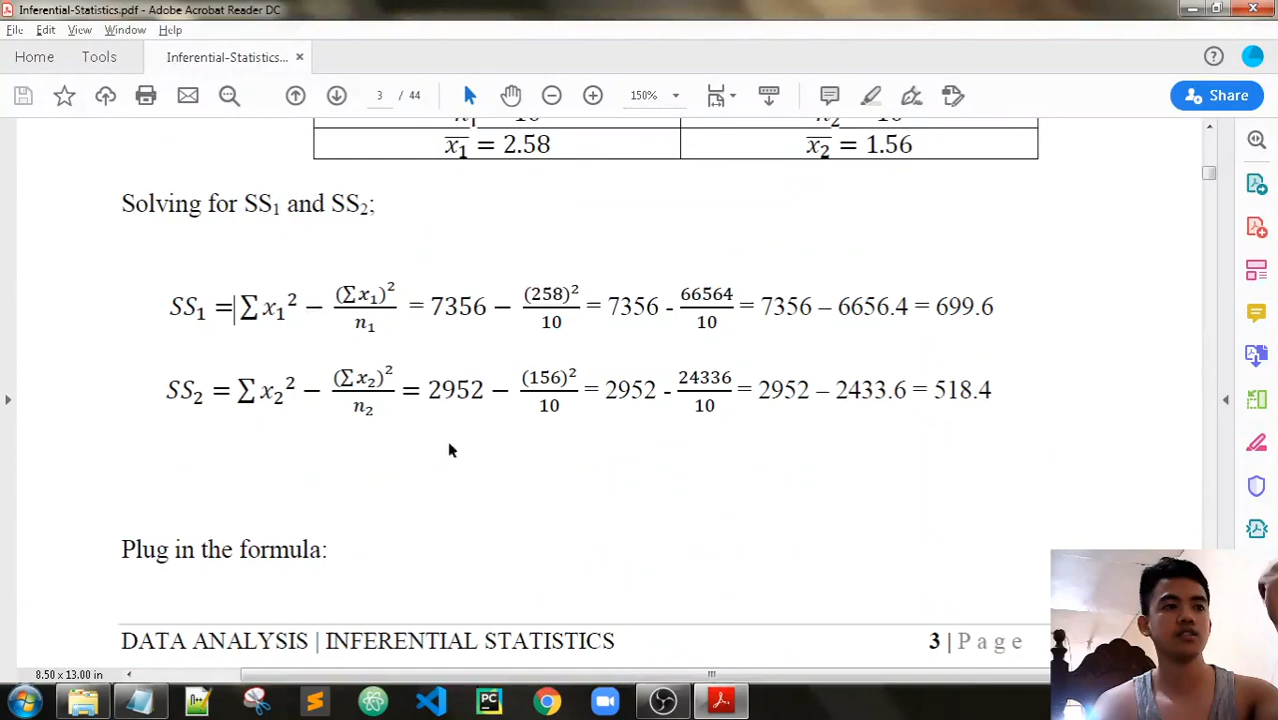 Inferential-Statistics.pdf - Adobe Acrobat Reader DC
File Edit View Window Help
Home Tools Inferential-Statistics... ×
3 / 44 150% Share
x̄₁ = 2.58 x̄₂ = 1.56
Solving for SS₁ and SS₂;
SS₁ = ∑ x₁² − (∑ x₁)²/n₁ = 7356 − (258)²/10 = 7356 - 66564/10 = 7356 – 6656.4 = 699.6
SS₂ = ∑ x₂² − (∑ x₂)²/n₂ = 2952 − (156)²/10 = 2952 - 24336/10 = 2952 – 2433.6 = 518.4
Plug in the formula:
DATA ANALYSIS | INFERENTIAL STATISTICS 3 | Page
8.50 x 13.00 in